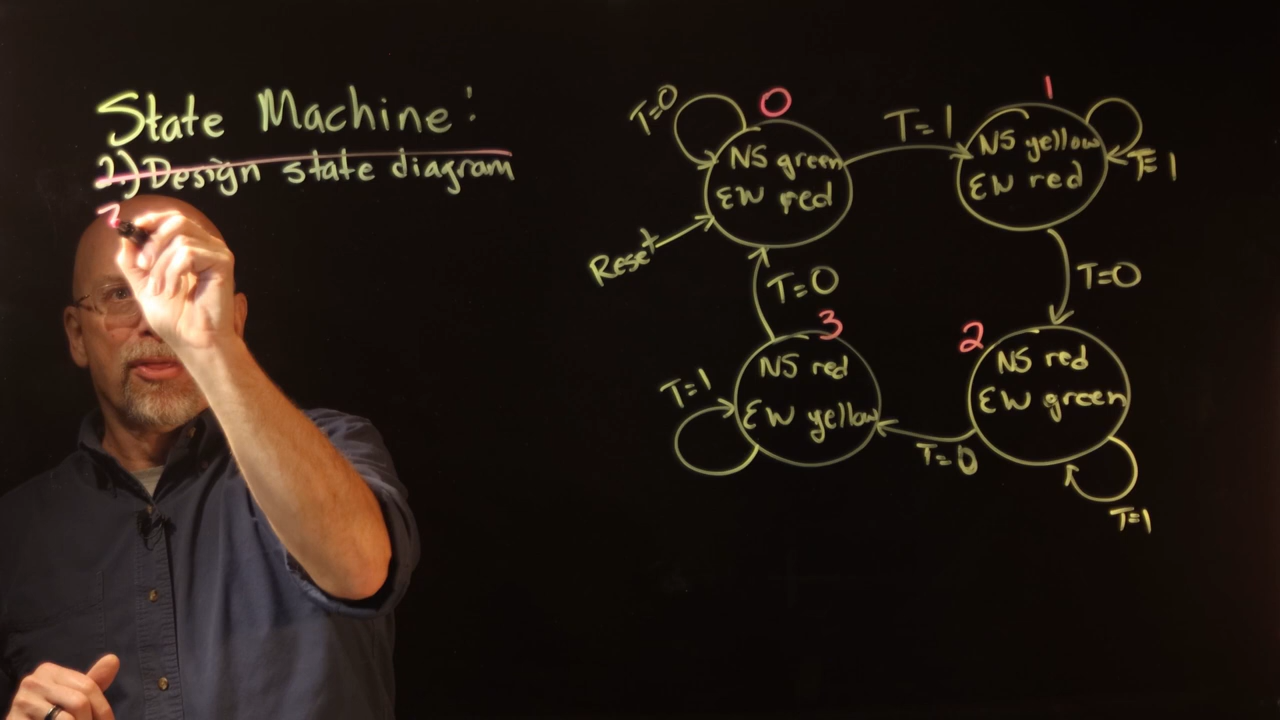 State Machine:
2.) Design state diagram
3
T=0
0
NS green
EW red
Reset
T=1
1
NS yellow
EW red
T=1
T=0
2
NS red
EW green
T=1
T=0
3
NS red
EW yellow
T=1
T=0